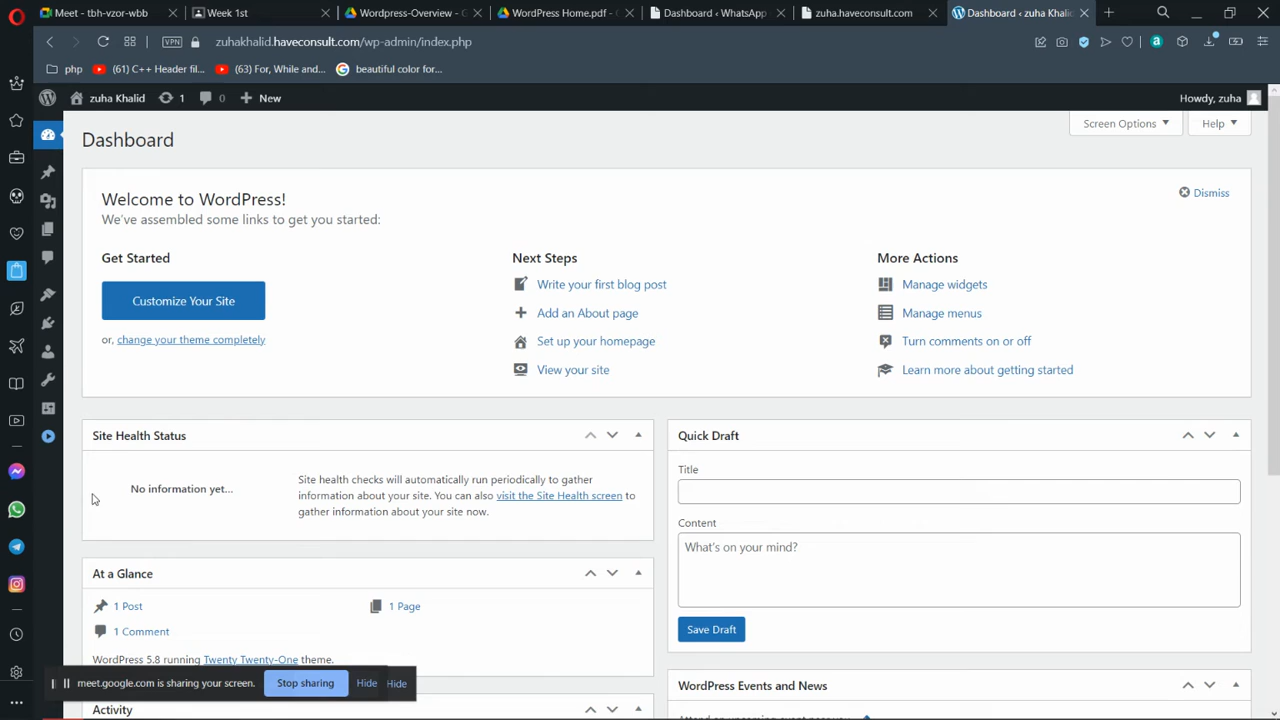 Meet - tbh-vzor-wbb
Week 1st
Wordpress-Overview - G
WordPress Home.pdf -
Dashboard ‹ WhatsApp
zuha.haveconsult.com/
Dashboard ‹ zuha Khalid
VPN
zuhakhalid.haveconsult.com/wp-admin/index.php
php
(61) C++ Header fil...
(63) For, While and...
beautiful color for...
zuha Khalid
1
0
New
Howdy, zuha
Dashboard
Screen Options
Help
Welcome to WordPress!
We've assembled some links to get you started:
Dismiss
Get Started
Customize Your Site
or, change your theme completely
Next Steps
Write your first blog post
Add an About page
Set up your homepage
View your site
More Actions
Manage widgets
Manage menus
Turn comments on or off
Learn more about getting started
Site Health Status
No information yet...
Site health checks will automatically run periodically to gather
information about your site. You can also visit the Site Health screen to
gather information about your site now.
At a Glance
1 Post
1 Page
1 Comment
WordPress 5.8 running Twenty Twenty-One theme.
Activity
Quick Draft
Title
Content
What's on your mind?
Save Draft
WordPress Events and News
meet.google.com is sharing your screen.
Stop sharing
Hide
Hide